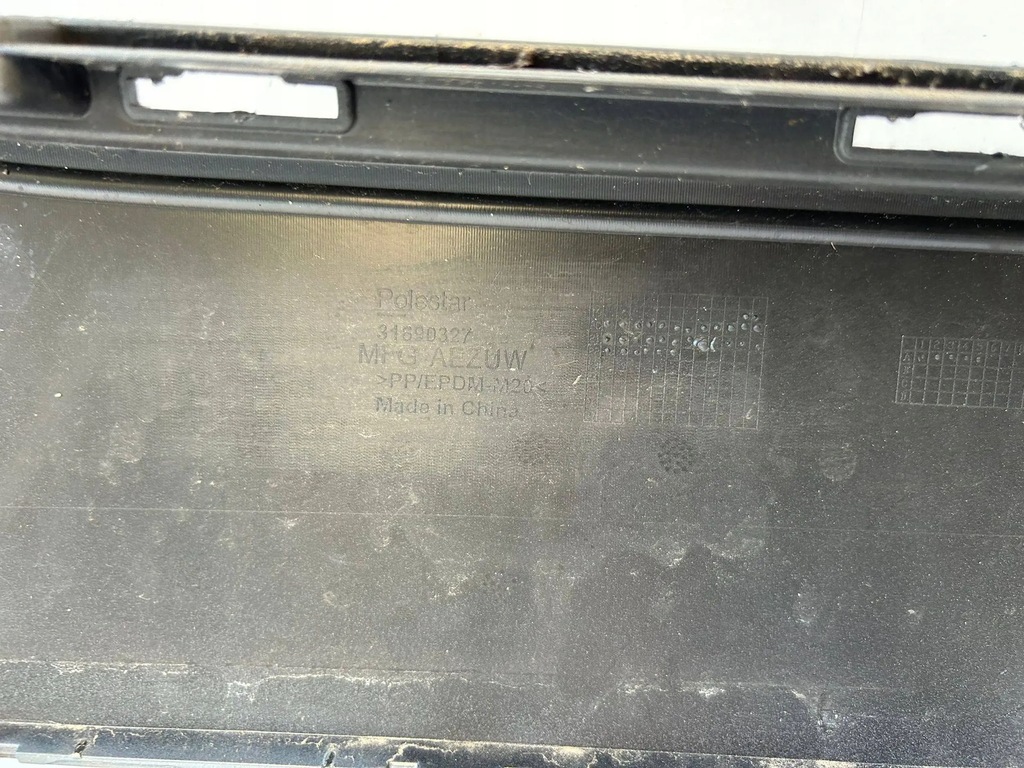 Polestar
31690327
MFG-AEZUW
>PP/EPDM-M20<
Made in China